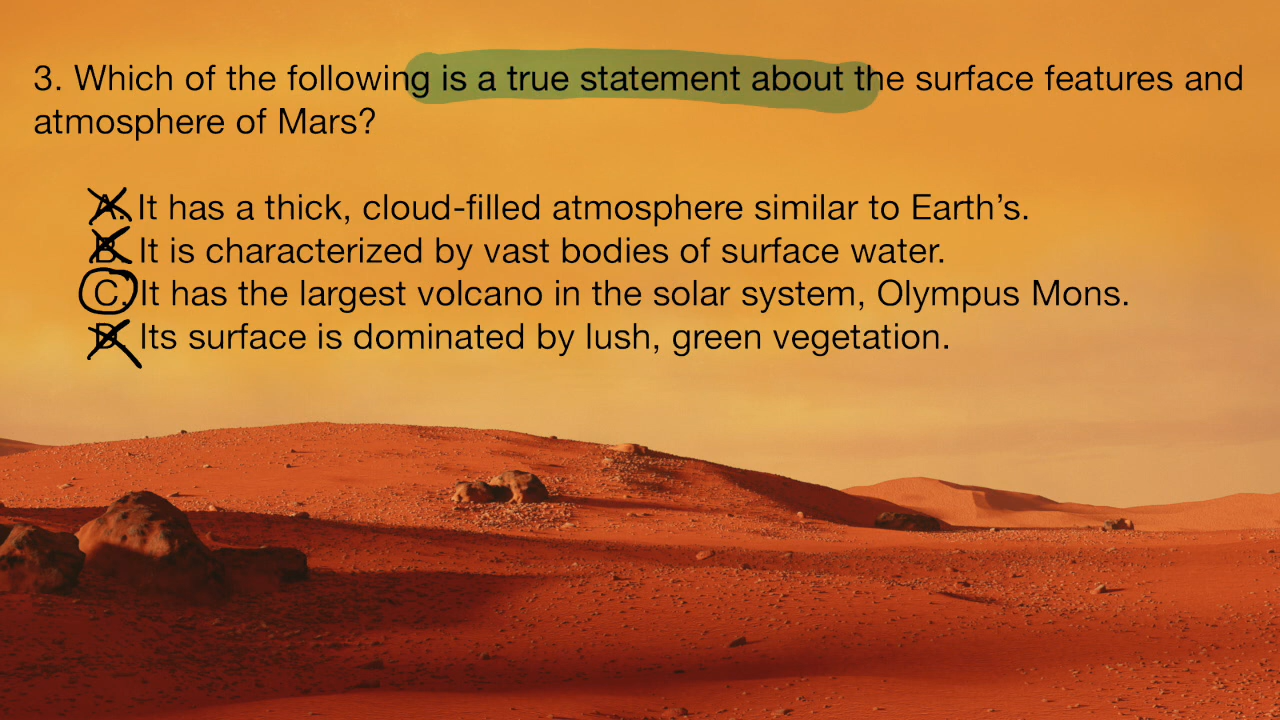 3. Which of the following is a true statement about the surface features and
atmosphere of Mars?
A. It has a thick, cloud-filled atmosphere similar to Earth’s.
B. It is characterized by vast bodies of surface water.
C. It has the largest volcano in the solar system, Olympus Mons.
D. Its surface is dominated by lush, green vegetation.